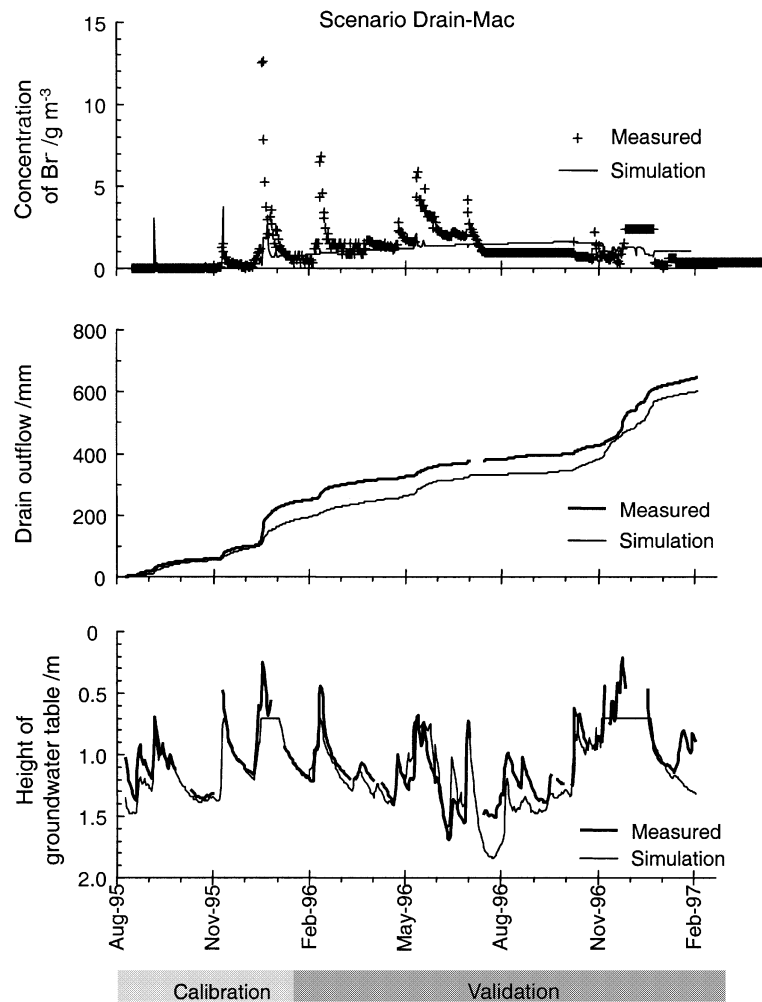 Scenario Drain-Mac
Concentration
of Br⁻/g m⁻³
15
10
5
0
Measured
Simulation
Drain outflow /mm
800
600
400
200
0
Measured
Simulation
Height of
groundwater table /m
0
0.5
1.0
1.5
2.0
Measured
Simulation
Aug-95
Nov-95
Feb-96
May-96
Aug-96
Nov-96
Feb-97
Calibration
Validation